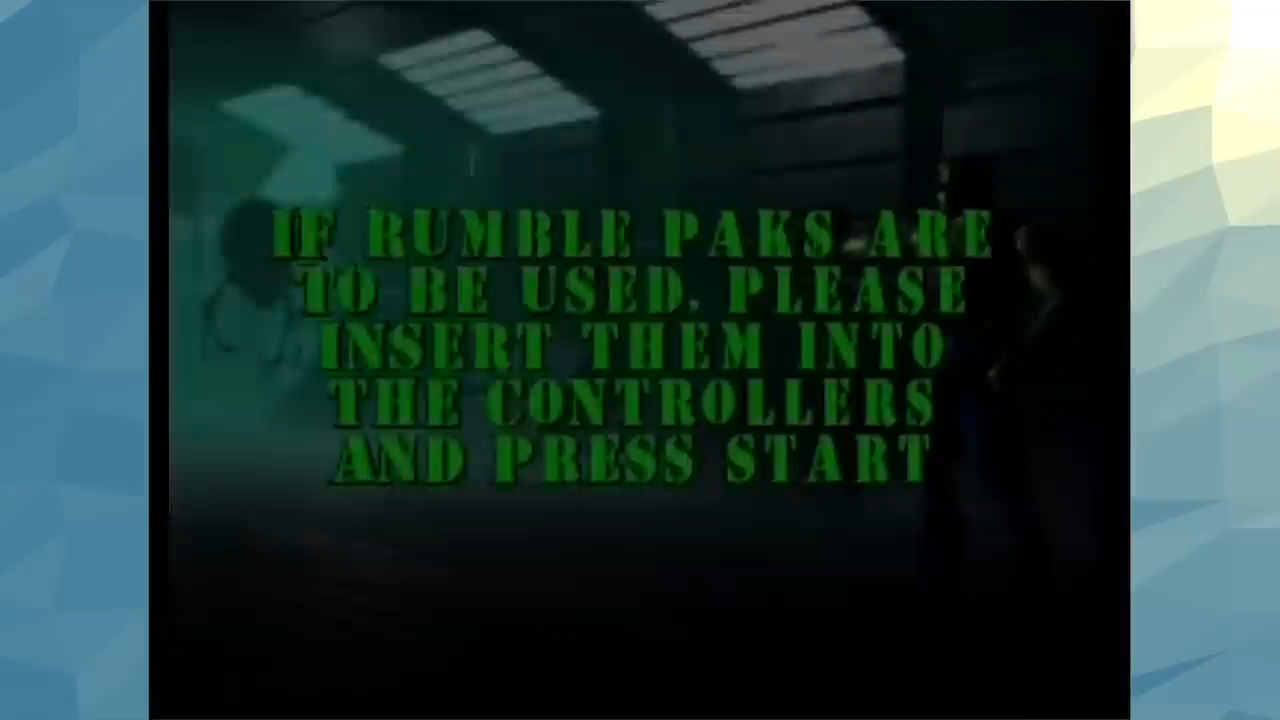 IF RUMBLE PAKS ARE
TO BE USED, PLEASE
INSERT THEM INTO
THE CONTROLLERS
AND PRESS START